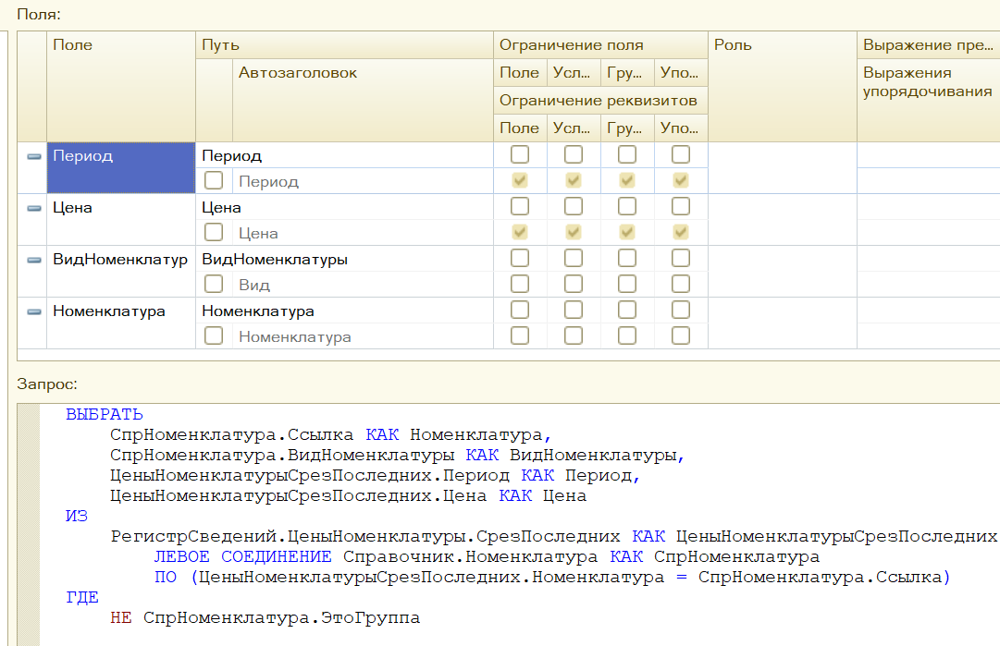 Поля:
Поле Путь Ограничение поля Роль Выражение пре...
Автозаголовок Поле Усл... Гру... Упо... Выражения упорядочивания
Ограничение реквизитов
Поле Усл... Гру... Упо...
Период Период
Период
Цена Цена
Цена
ВидНоменклатур ВидНоменклатуры
Вид
Номенклатура Номенклатура
Номенклатура
Запрос:
ВЫБРАТЬ
СпрНоменклатура.Ссылка КАК Номенклатура,
СпрНоменклатура.ВидНоменклатуры КАК ВидНоменклатуры,
ЦеныНоменклатурыСрезПоследних.Период КАК Период,
ЦеныНоменклатурыСрезПоследних.Цена КАК Цена
ИЗ
РегистрСведений.ЦеныНоменклатуры.СрезПоследних КАК ЦеныНоменклатурыСрезПоследних
ЛЕВОЕ СОЕДИНЕНИЕ Справочник.Номенклатура КАК СпрНоменклатура
ПО (ЦеныНоменклатурыСрезПоследних.Номенклатура = СпрНоменклатура.Ссылка)
ГДЕ
НЕ СпрНоменклатура.ЭтоГруппа